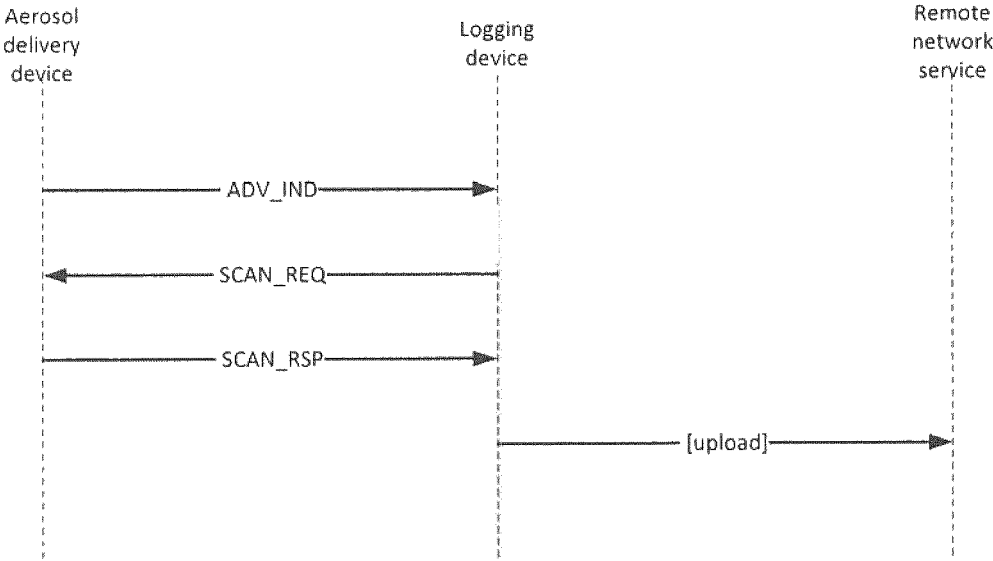 Aerosol
delivery
device
Logging
device
Remote
network
service
ADV_IND
SCAN_REQ
SCAN_RSP
[upload]